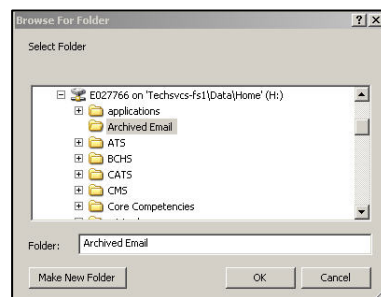 Browse For Folder
Select Folder
E027766 on 'Techsvcs-fs1\Data\Home' (H:)
applications
Archived Email
ATS
BCHS
CATS
CMS
Core Competencies
Folder: Archived Email
Make New Folder OK Cancel